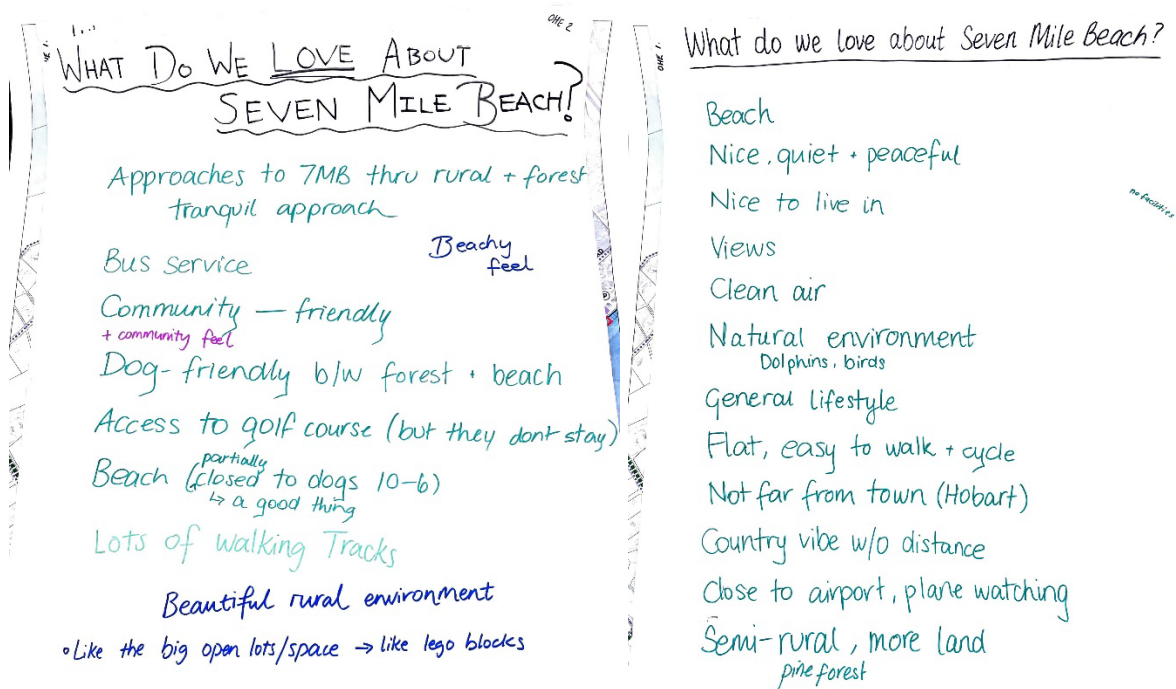 OHE 2
WHAT DO WE LOVE ABOUT
SEVEN MILE BEACH?
Approaches to 7MB thru rural + forest
tranquil approach
Beachy
feel
Bus service
Community — friendly
+ community feel
Dog-friendly b/w forest + beach
Access to golf course (but they dont stay)
partially
Beach (closed to dogs 10-6)
↳ a good thing
Lots of walking Tracks
Beautiful rural environment
• Like the big open lots/space → like lego blocks
OHE 1.
What do we love about Seven Mile Beach?
Beach
Nice, quiet + peaceful
Nice to live in
no facilities
Views
Clean air
Natural environment
Dolphins, birds
General lifestyle
Flat, easy to walk + cycle
Not far from town (Hobart)
Country vibe w/o distance
Close to airport, plane watching
Semi-rural, more land
pine forest